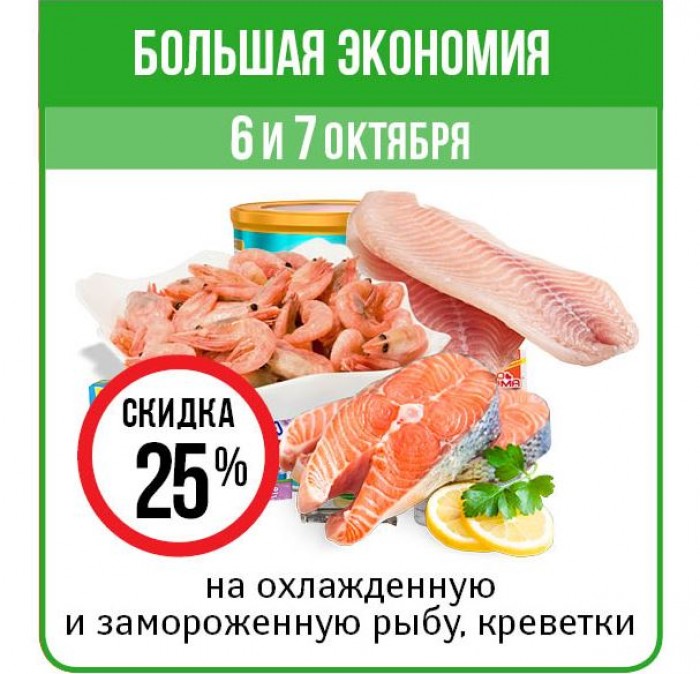 БОЛЬШАЯ ЭКОНОМИЯ
6 И 7 ОКТЯБРЯ
СКИДКА
25%
на охлажденную
и замороженную рыбу, креветки